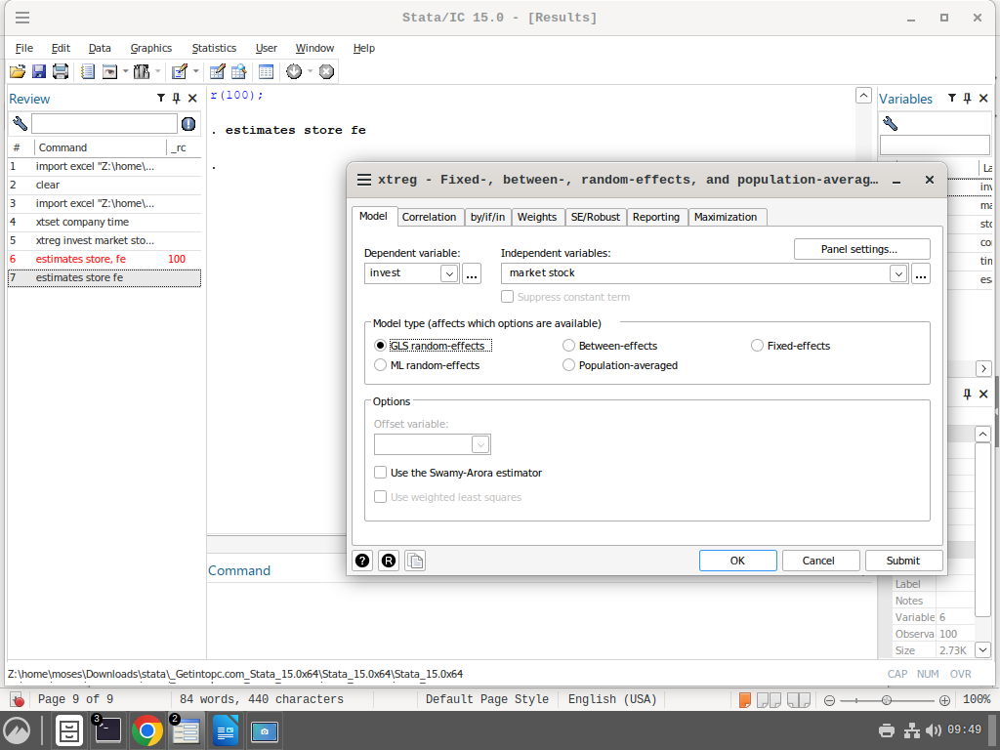 Stata/IC 15.0 - [Results]
File Edit Data Graphics Statistics User Window Help
Review
# Command _rc
1 import excel "Z:\home\...
2 clear
3 import excel "Z:\home\...
4 xtset company time
5 xtreg invest market sto...
6 estimates store, fe 100
7 estimates store fe
r(100);
. estimates store fe
.
Command
Variables
La
inv
ma
sto
co
tin
es
xtreg - Fixed-, between-, random-effects, and population-averag...
Model Correlation by/if/in Weights SE/Robust Reporting Maximization
Panel settings...
Dependent variable: Independent variables:
invest ... market stock ...
Suppress constant term
Model type (affects which options are available)
GLS random-effects Between-effects Fixed-effects
ML random-effects Population-averaged
Options
Offset variable:
Use the Swamy-Arora estimator
Use weighted least squares
? R OK Cancel Submit
Label
Notes
Variable 6
Observa 100
Size 2.73K
Z:\home\moses\Downloads\stata\_Getintopc.com_Stata_15.0x64\Stata_15.0x64\Stata_15.0x64
CAP NUM OVR
Page 9 of 9 84 words, 440 characters Default Page Style English (USA) 100%
3 2 09:49